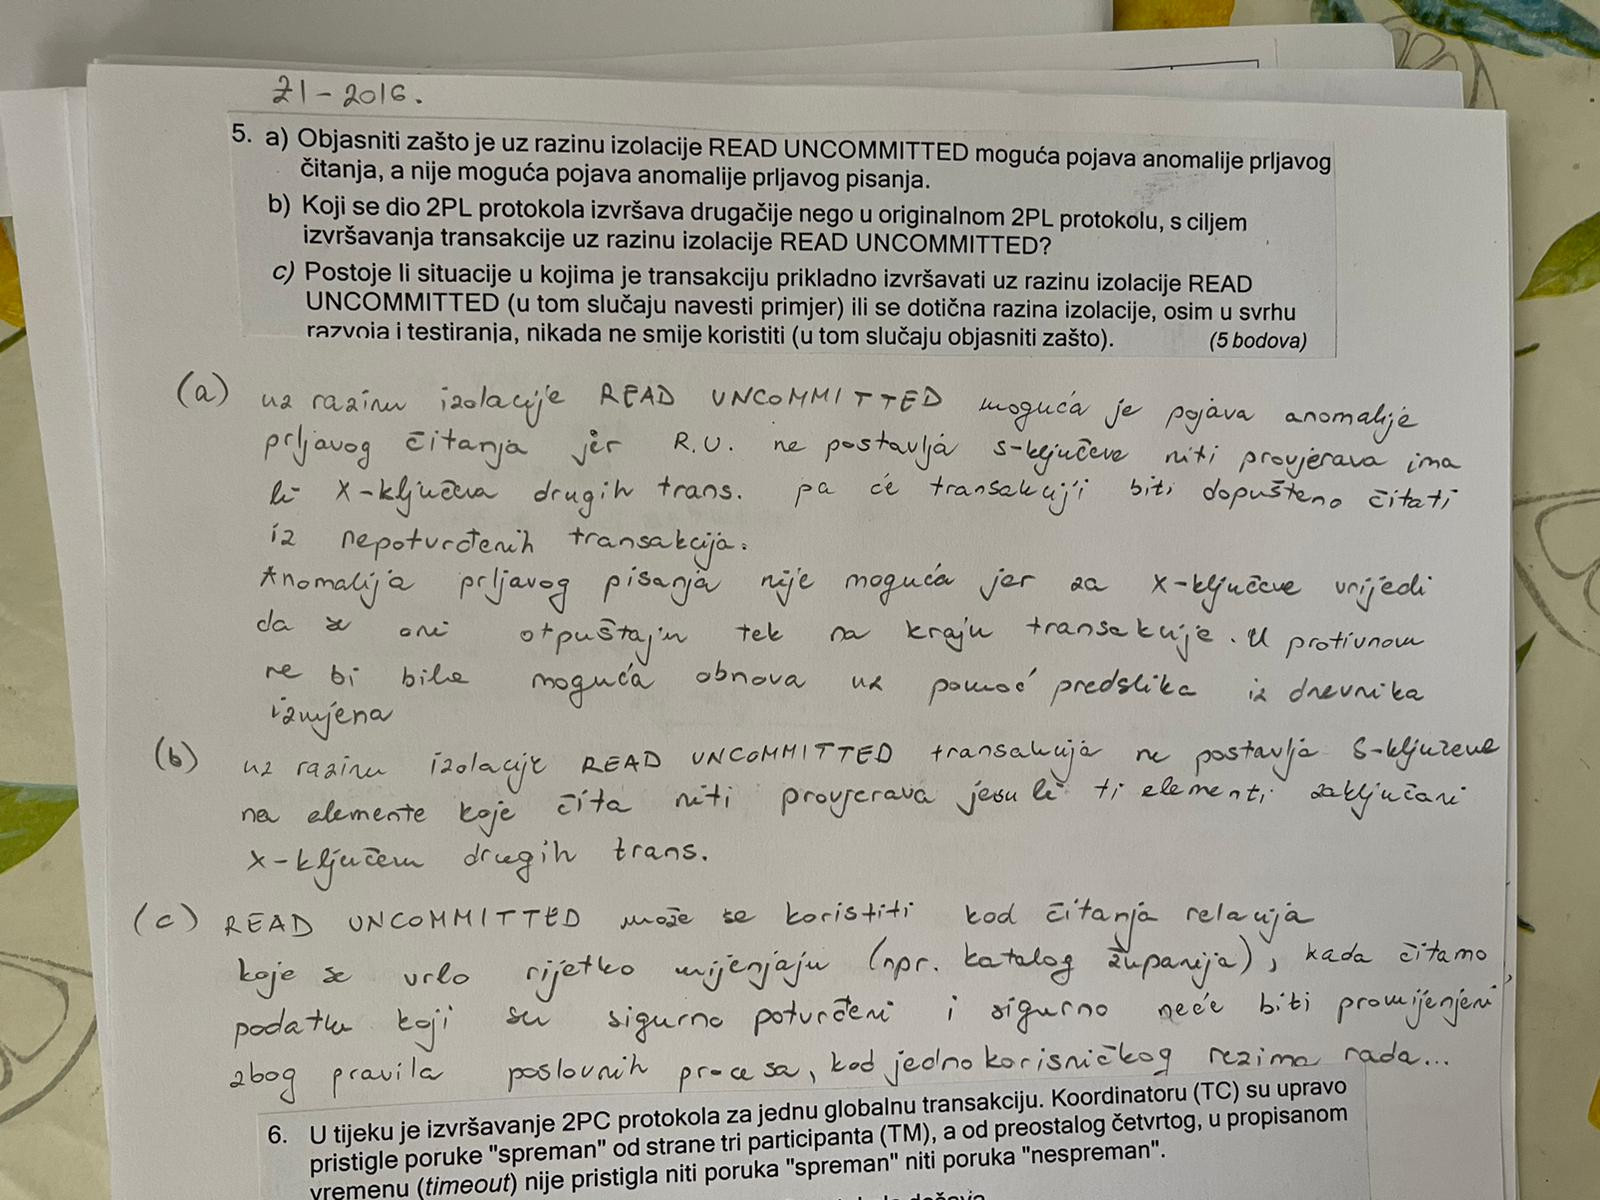 ZI - 2016.
5. a) Objasniti zašto je uz razinu izolacije READ UNCOMMITTED moguća pojava anomalije prljavog
čitanja, a nije moguća pojava anomalije prljavog pisanja.
b) Koji se dio 2PL protokola izvršava drugačije nego u originalnom 2PL protokolu, s ciljem
izvršavanja transakcije uz razinu izolacije READ UNCOMMITTED?
c) Postoje li situacije u kojima je transakciju prikladno izvršavati uz razinu izolacije READ
UNCOMMITTED (u tom slučaju navesti primjer) ili se dotična razina izolacije, osim u svrhu
razvoja i testiranja, nikada ne smije koristiti (u tom slučaju objasniti zašto). (5 bodova)
(a) uz razinu izolacije READ UNCOMMITTED moguća je pojava anomalije
prljavog čitanja jer R.U. ne postavlja S-ključeve niti provjerava ima
li X-ključeva drugih trans. pa će transakciji biti dopušteno čitati
iz nepotvrđenih transakcija.
Anomalija prljavog pisanja nije moguća jer za X-ključeve vrijedi
da se oni otpuštaju tek na kraju transakcije. U protivnom
ne bi bila moguća obnova uz pomoć predslika iz dnevnika
izmjena
(b) uz razinu izolacije READ UNCOMMITTED transakcija ne postavlja S-ključeve
na elemente koje čita niti provjerava jesu li ti elementi zaključani
X-ključem drugih trans.
(c) READ UNCOMMITTED može se koristiti kod čitanja relacija
koje se vrlo rijetko mijenjaju (npr. katalog županija), kada čitamo
podatke koji su sigurno potvrđeni i sigurno neće biti promijenjeni
zbog pravila poslovnih procesa, kod jednokorisničkog režima rada...
6. U tijeku je izvršavanje 2PC protokola za jednu globalnu transakciju. Koordinatoru (TC) su upravo
pristigle poruke "spreman" od strane tri participanta (TM), a od preostalog četvrtog, u propisanom
vremenu (timeout) nije pristigla niti poruka "spreman" niti poruka "nespreman".